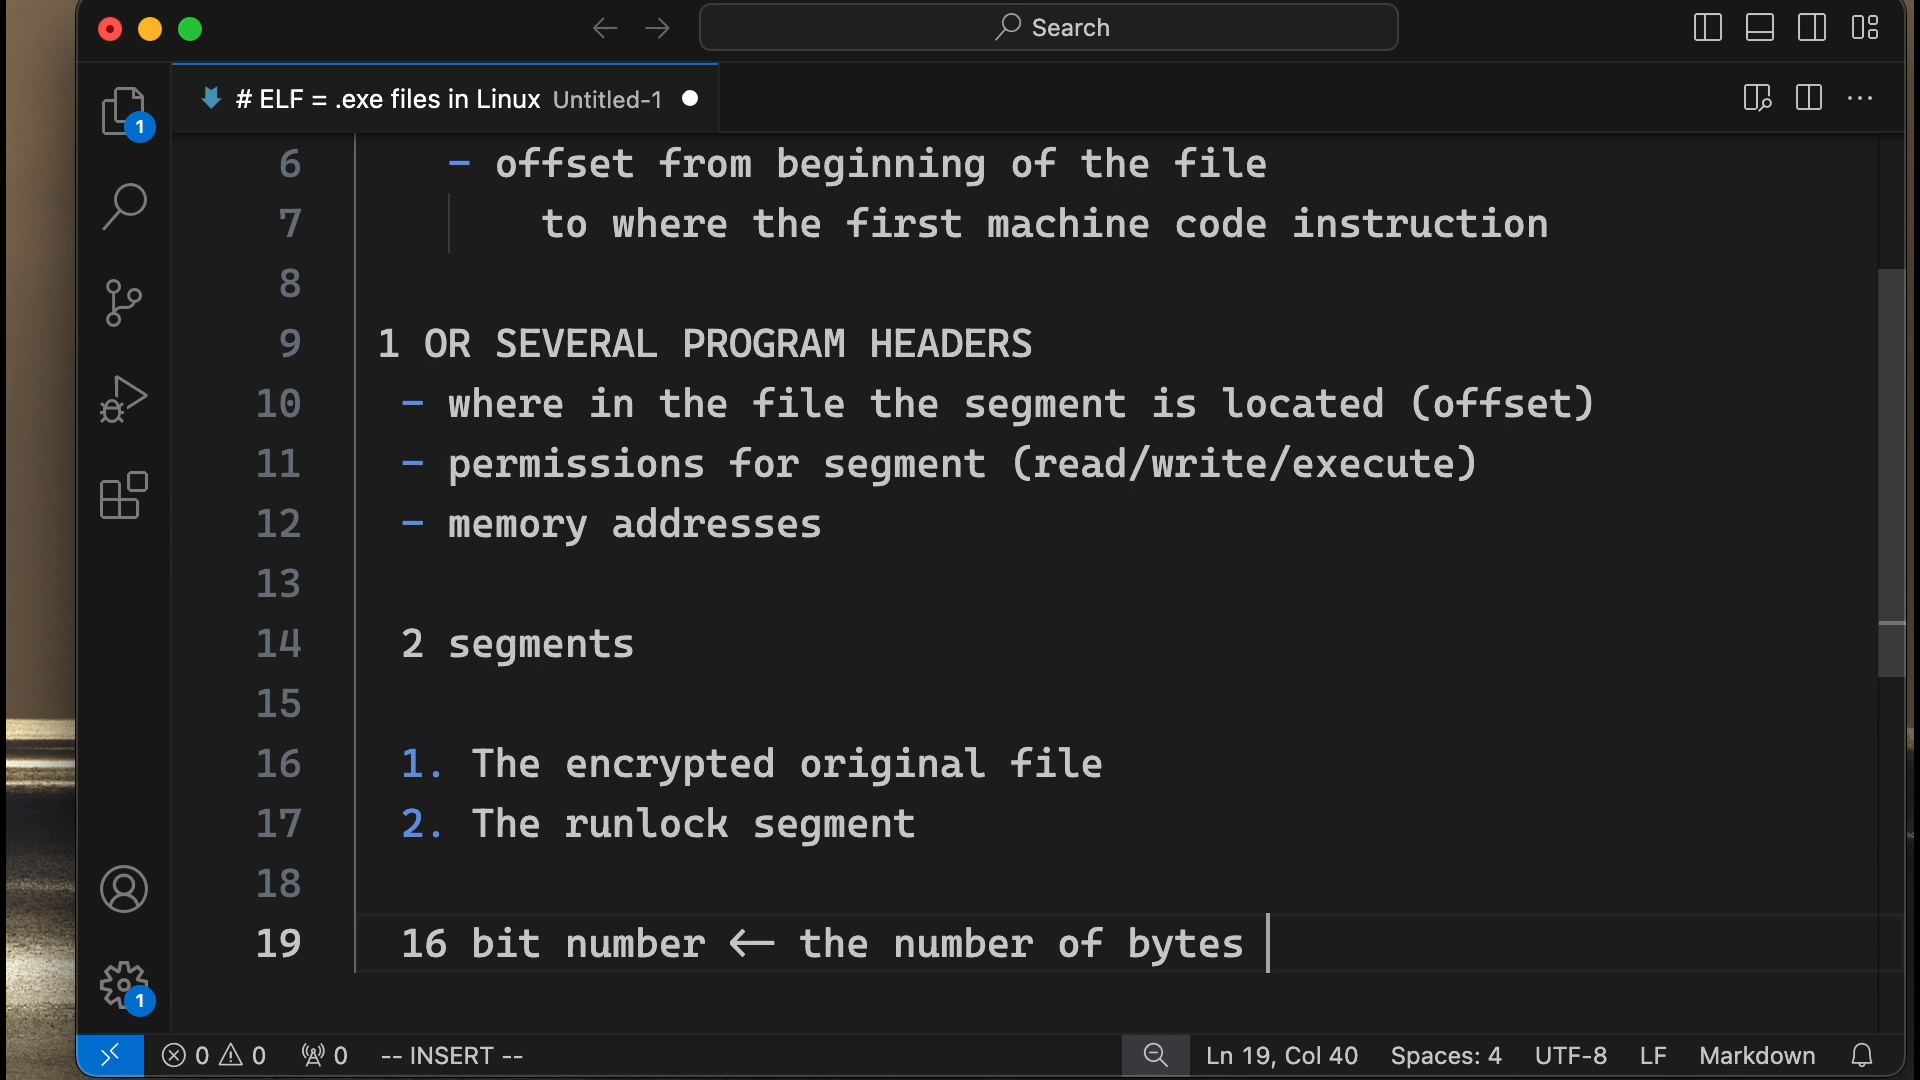 Search
# ELF = .exe files in Linux Untitled-1
1
6 - offset from beginning of the file
7 to where the first machine code instruction
8
9 1 OR SEVERAL PROGRAM HEADERS
10 - where in the file the segment is located (offset)
11 - permissions for segment (read/write/execute)
12 - memory addresses
13
14 2 segments
15
16 1. The encrypted original file
17 2. The runlock segment
18
19 16 bit number <- the number of bytes
1
0 0 0 -- INSERT -- Ln 19, Col 40 Spaces: 4 UTF-8 LF Markdown